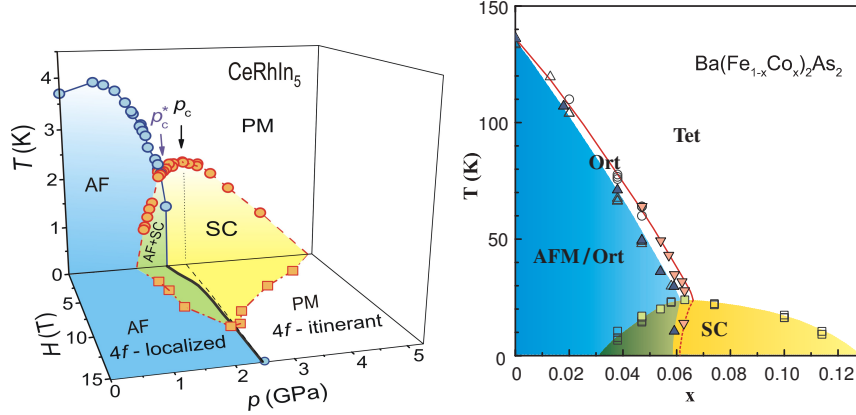 CeRhIn5
T(K)
4
3
2
1
0
p*c
pc
PM
AF
AF+SC
SC
5
10
15
H(T)
AF
4f - localized
PM
4f - itinerant
0
1
2
3
4
5
p (GPa)
150
100
50
0
T (K)
Ba(Fe1-xCox)2As2
Tet
Ort
AFM/Ort
SC
0
0.02
0.04
0.06
0.08
0.10
0.12
x